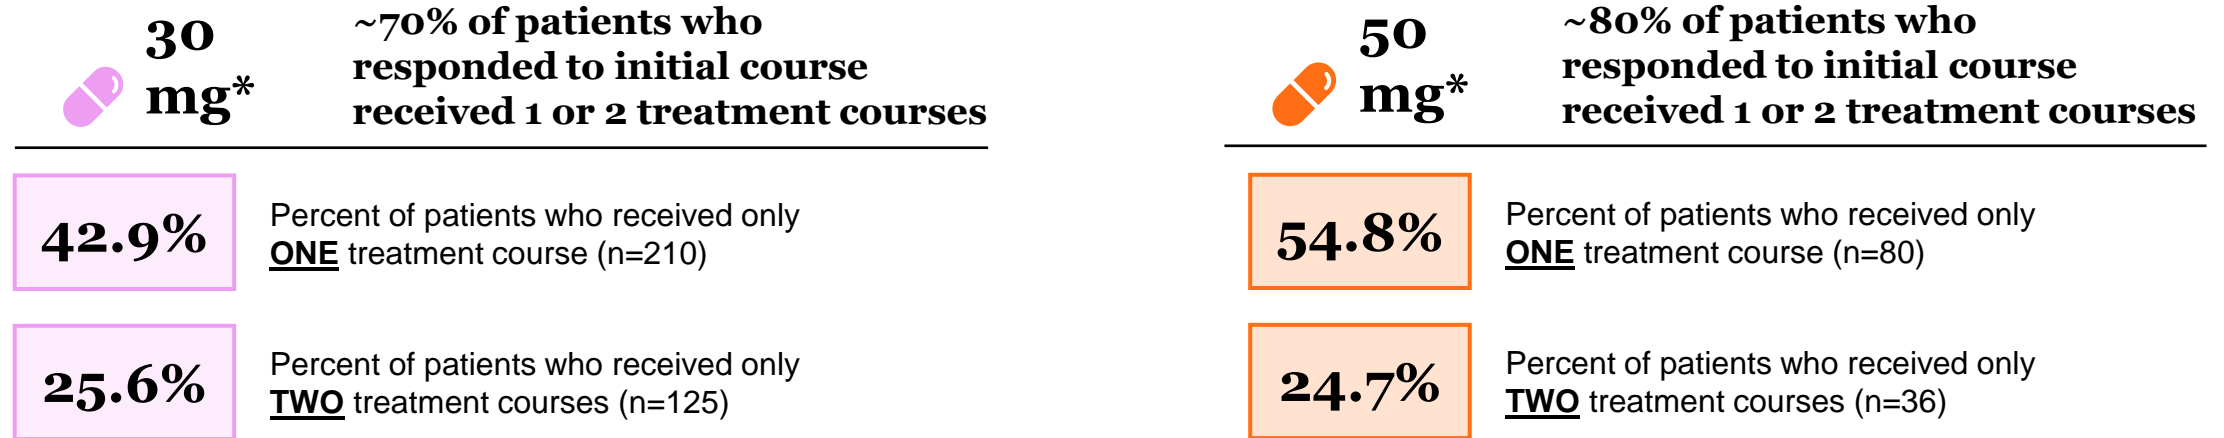 30
mg*
~70% of patients who
responded to initial course
received 1 or 2 treatment courses
42.9%
Percent of patients who received only
ONE treatment course (n=210)
25.6%
Percent of patients who received only
TWO treatment courses (n=125)
50
mg*
~80% of patients who
responded to initial course
received 1 or 2 treatment courses
54.8%
Percent of patients who received only
ONE treatment course (n=80)
24.7%
Percent of patients who received only
TWO treatment courses (n=36)